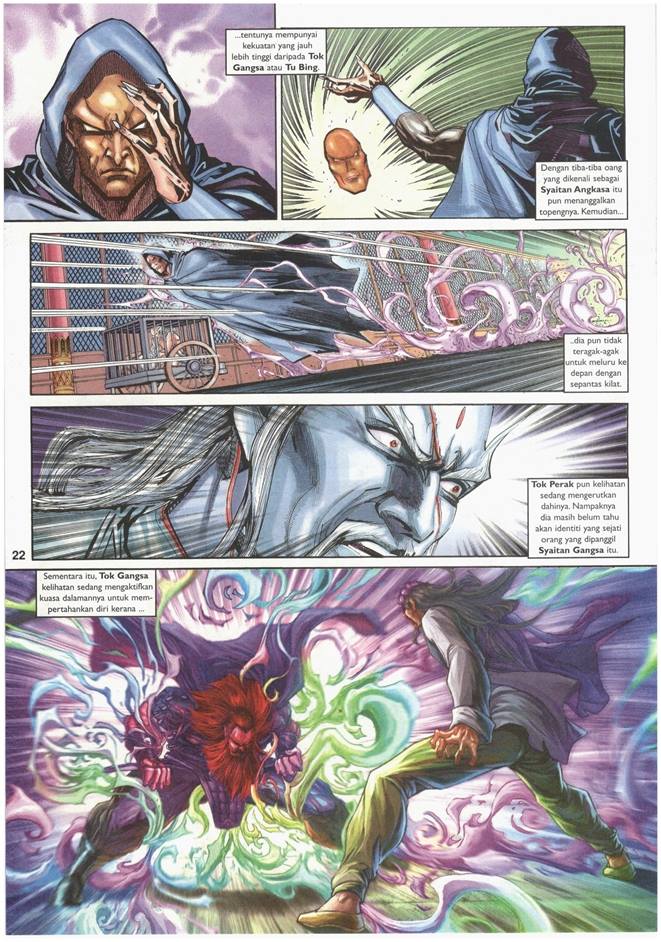 ...tentunya mempunyai
kekuatan yang jauh
lebih tinggi daripada Tok
Gangsa atau Tu Bing.
Dengan tiba-tiba oang
yang dikenali sebagai
Syaitan Angkasa itu
pun menanggalkan
topengnya. Kemudian...
..dia pun tidak
teragak-agak
untuk meluru ke
depan dengan
sepantas kilat.
Tok Perak pun kelihatan
sedang mengerutkan
dahinya. Nampaknya
dia masih belum tahu
akan identiti yang sejati
orang yang dipanggil
Syaitan Gangsa itu.
22
Sementara itu, Tok Gangsa
kelihatan sedang mengaktifkan
kuasa dalamannya untuk mem-
pertahankan diri kerana ...